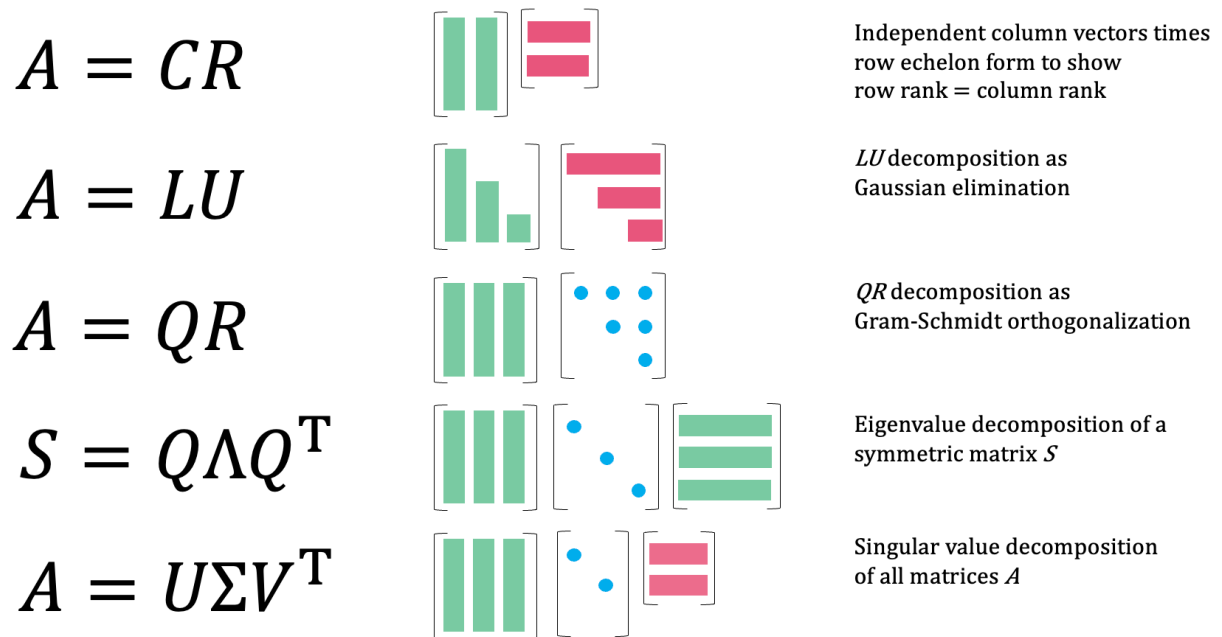 A = CR
Independent column vectors times
row echelon form to show
row rank = column rank
A = LU
LU decomposition as
Gaussian elimination
A = QR
QR decomposition as
Gram-Schmidt orthogonalization
S = QΛQᵀ
Eigenvalue decomposition of a
symmetric matrix S
A = UΣVᵀ
Singular value decomposition
of all matrices A